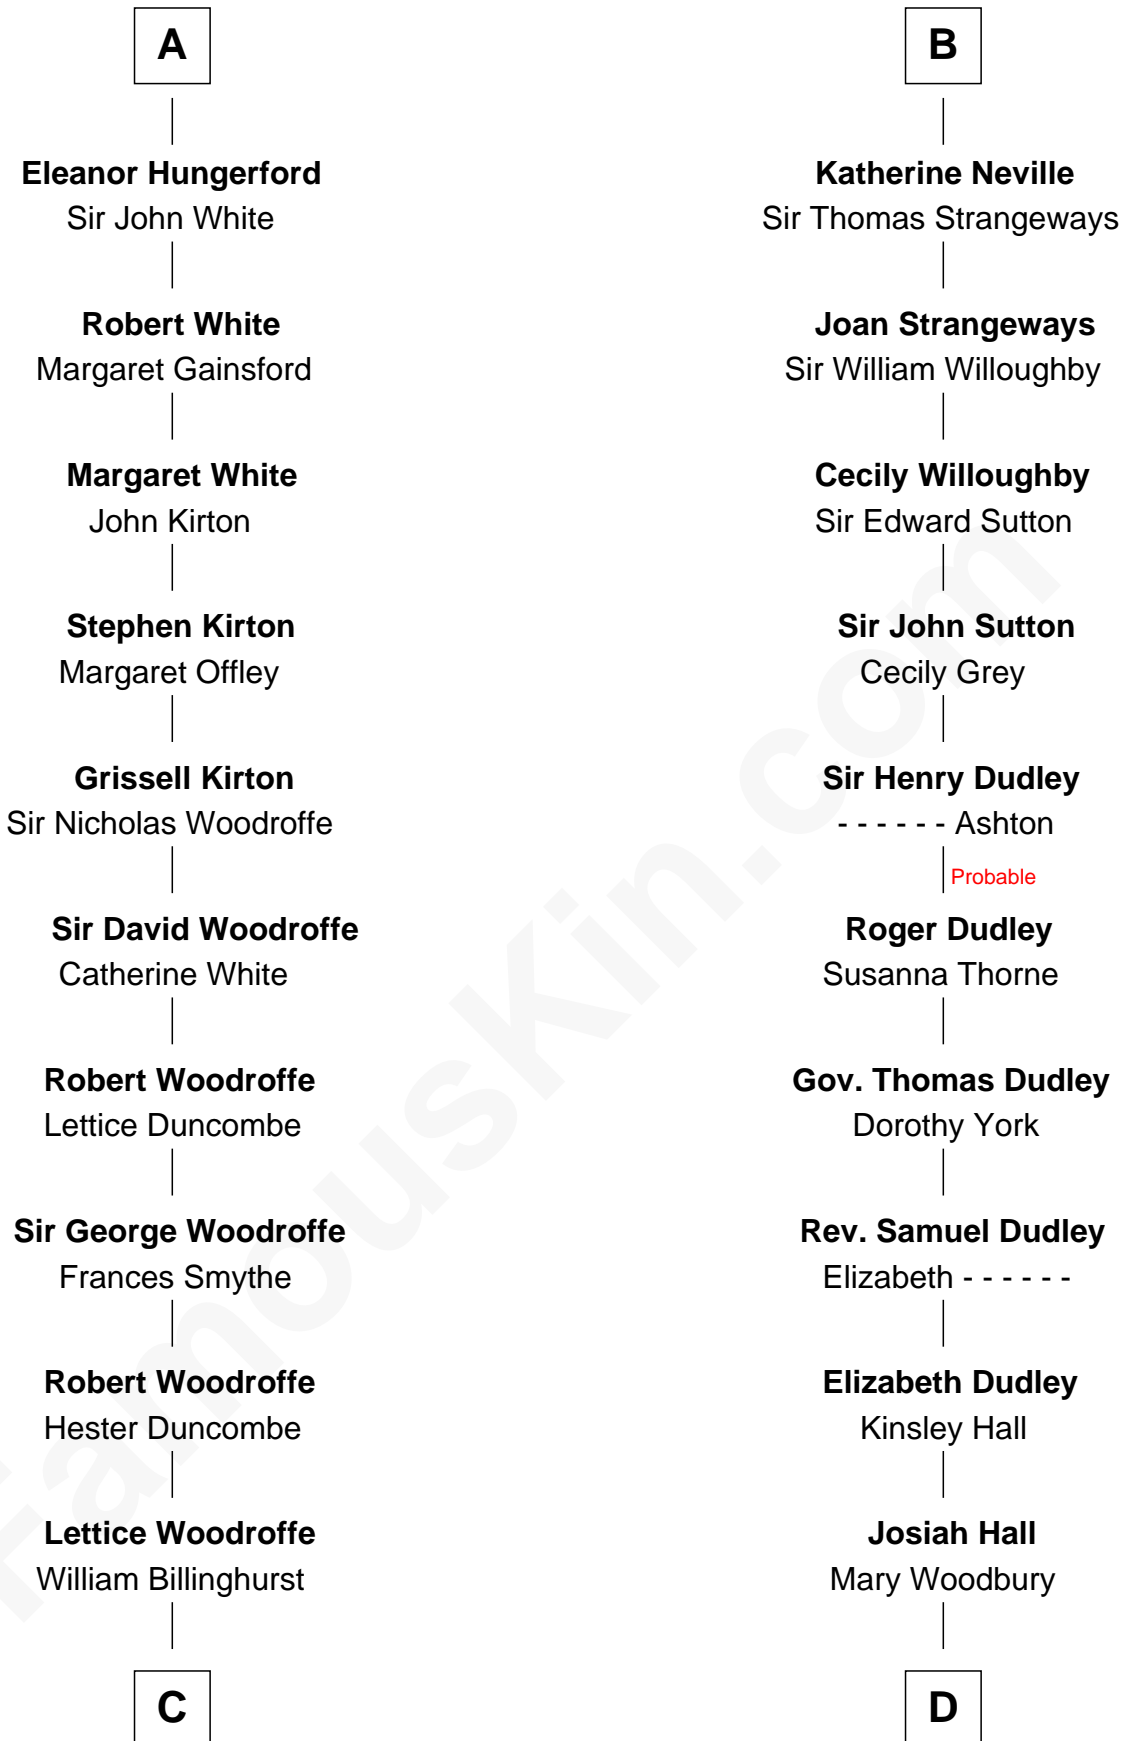 A
Eleanor Hungerford
Sir John White
Robert White
Margaret Gainsford
Margaret White
John Kirton
Stephen Kirton
Margaret Offley
Grissell Kirton
Sir Nicholas Woodroffe
Sir David Woodroffe
Catherine White
Robert Woodroffe
Lettice Duncombe
Sir George Woodroffe
Frances Smythe
Robert Woodroffe
Hester Duncombe
Lettice Woodroffe
William Billinghurst
C
B
Katherine Neville
Sir Thomas Strangeways
Joan Strangeways
Sir William Willoughby
Cecily Willoughby
Sir Edward Sutton
Sir John Sutton
Cecily Grey
Sir Henry Dudley
- - - - - - Ashton
Probable
Roger Dudley
Susanna Thorne
Gov. Thomas Dudley
Dorothy York
Rev. Samuel Dudley
Elizabeth - - - - - -
Elizabeth Dudley
Kinsley Hall
Josiah Hall
Mary Woodbury
D
FamousKin.com